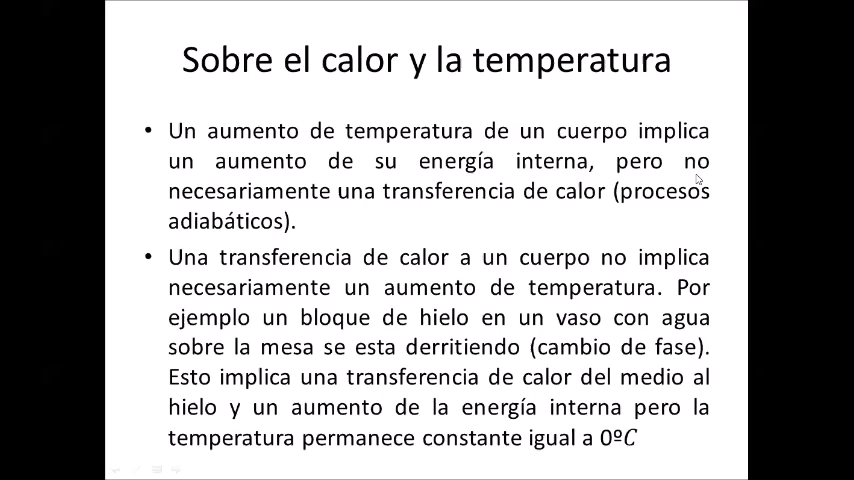 Sobre el calor y la temperatura
• Un aumento de temperatura de un cuerpo implica
un aumento de su energía interna, pero no
necesariamente una transferencia de calor (procesos
adiabáticos).
• Una transferencia de calor a un cuerpo no implica
necesariamente un aumento de temperatura. Por
ejemplo un bloque de hielo en un vaso con agua
sobre la mesa se esta derritiendo (cambio de fase).
Esto implica una transferencia de calor del medio al
hielo y un aumento de la energía interna pero la
temperatura permanece constante igual a 0ºC